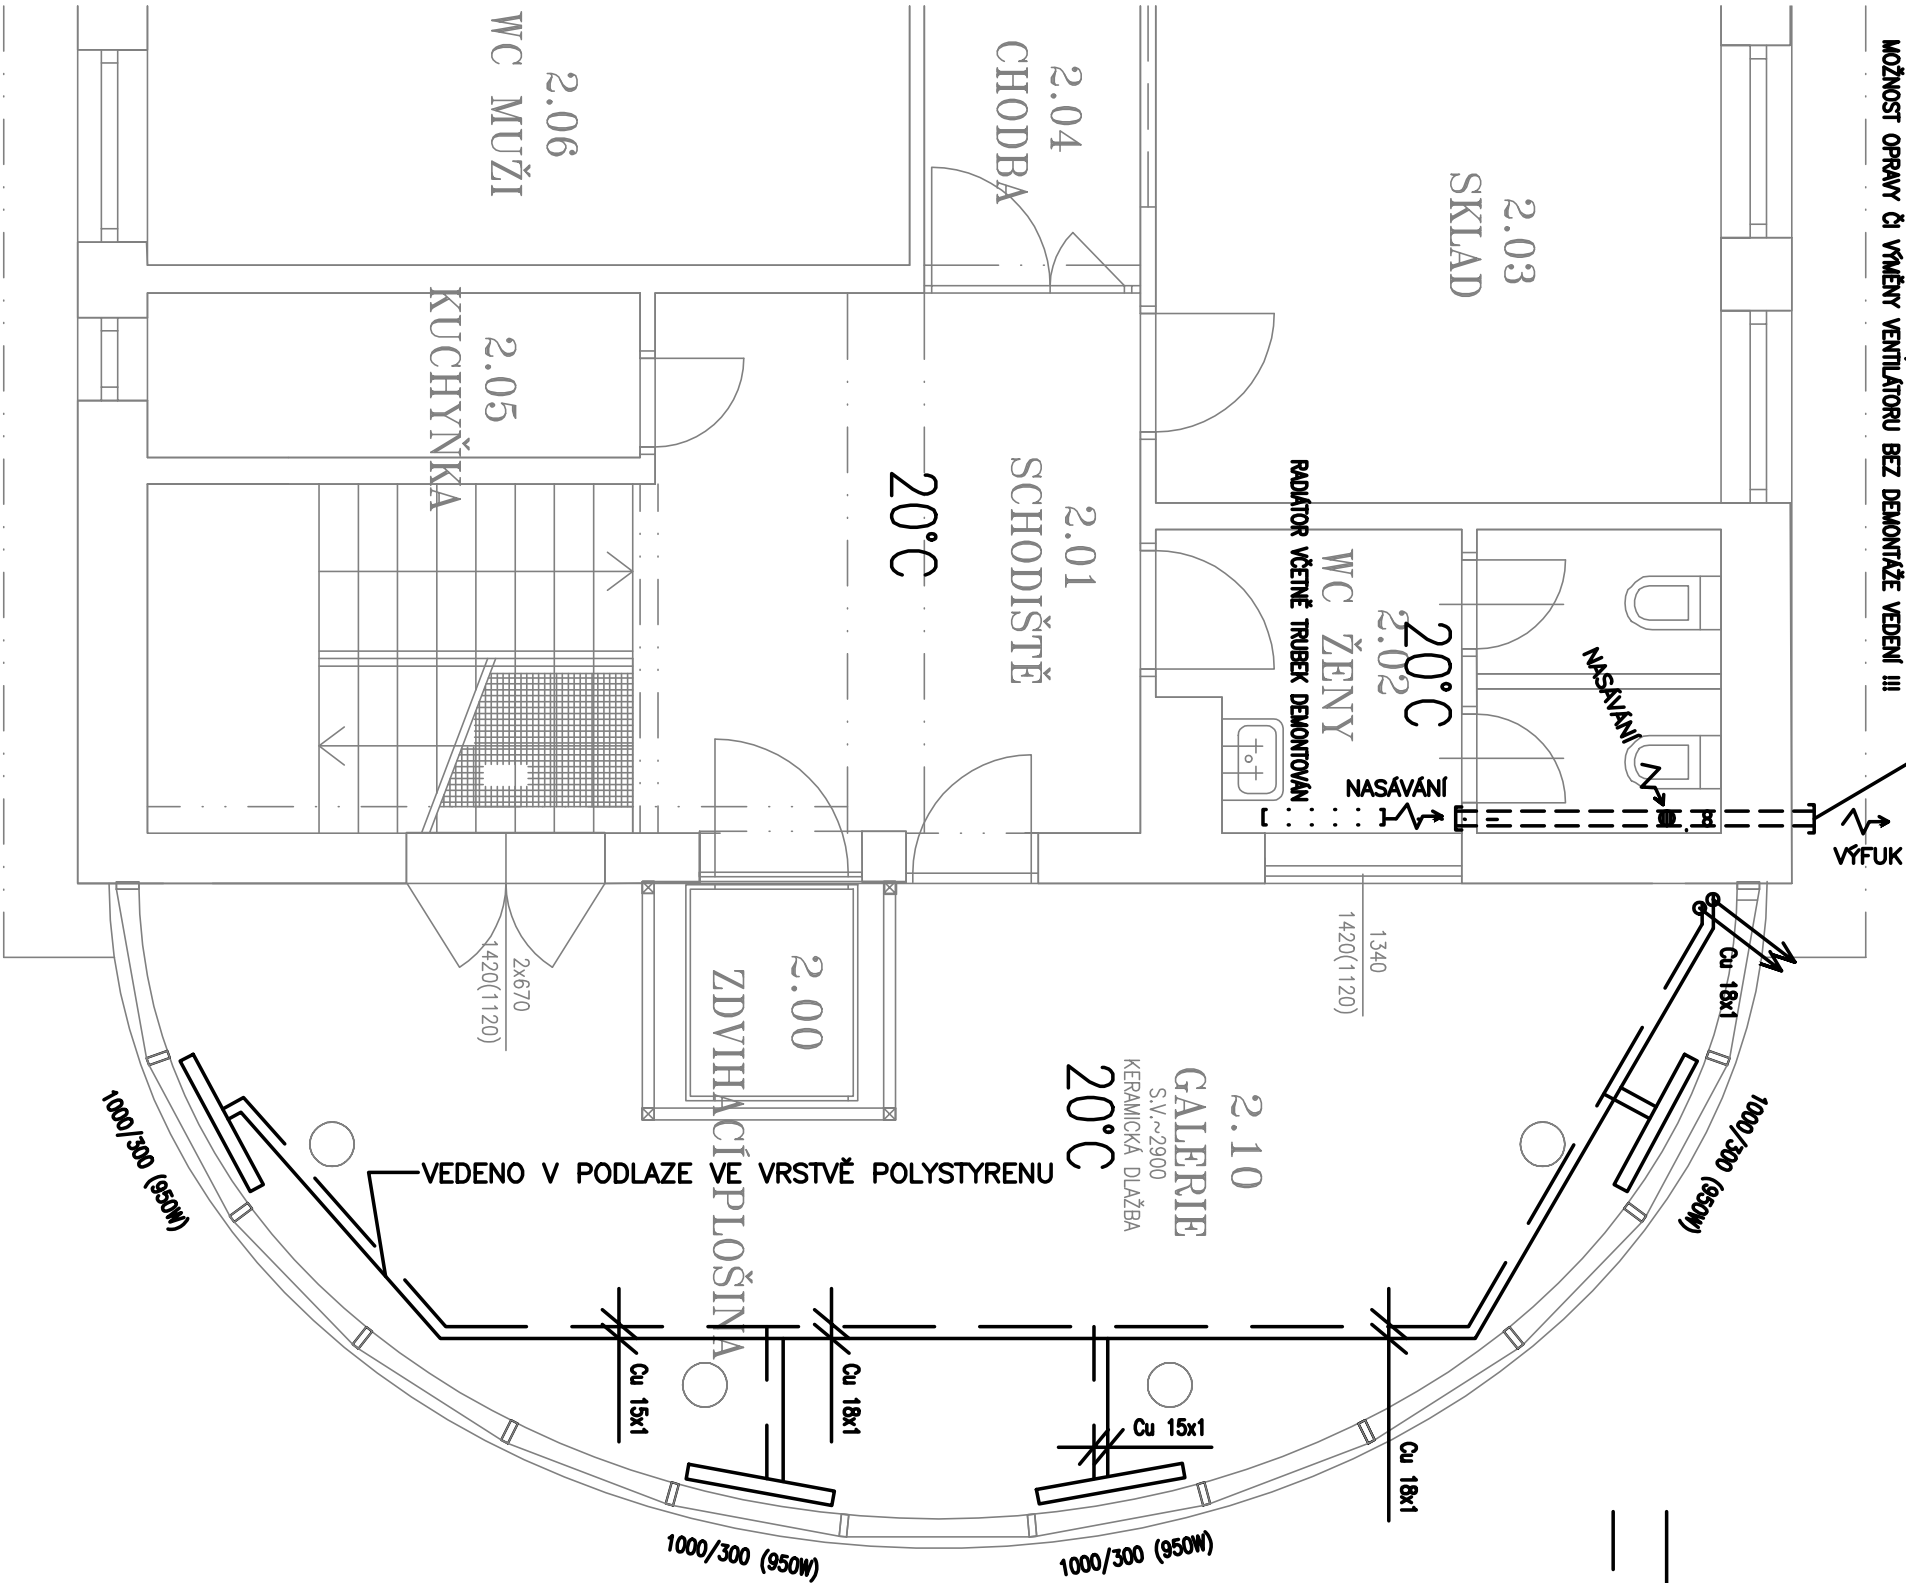 MOŽNOST OPRAVY ČI VÝMĚNY VENTILÁTORU BEZ DEMONTÁŽE VEDENÍ !!!
2.06
WC MUŽI
2.04
CHODBA
2.03
SKLAD
2.05
KUCHYŇKA
2.01
SCHODIŠTĚ
20°C
RADIÁTOR VČETNĚ TRUBEK DEMONTOVÁN
2.02
WC ŽENY
20°C
NASÁVÁNÍ
NASÁVÁNÍ
VÝFUK
2x670
1420(1120)
1340
1420(1120)
2.00
ZDVIHACÍ PLOŠINA
2.10
GALERIE
S.V.~2900
KERAMICKÁ DLAŽBA
20°C
Cu 18x1
1000/300 (950W)
1000/300 (950W)
VEDENO V PODLAZE VE VRSTVĚ POLYSTYRENU
Cu 15x1
Cu 18x1
Cu 15x1
Cu 18x1
1000/300 (950W)
1000/300 (950W)